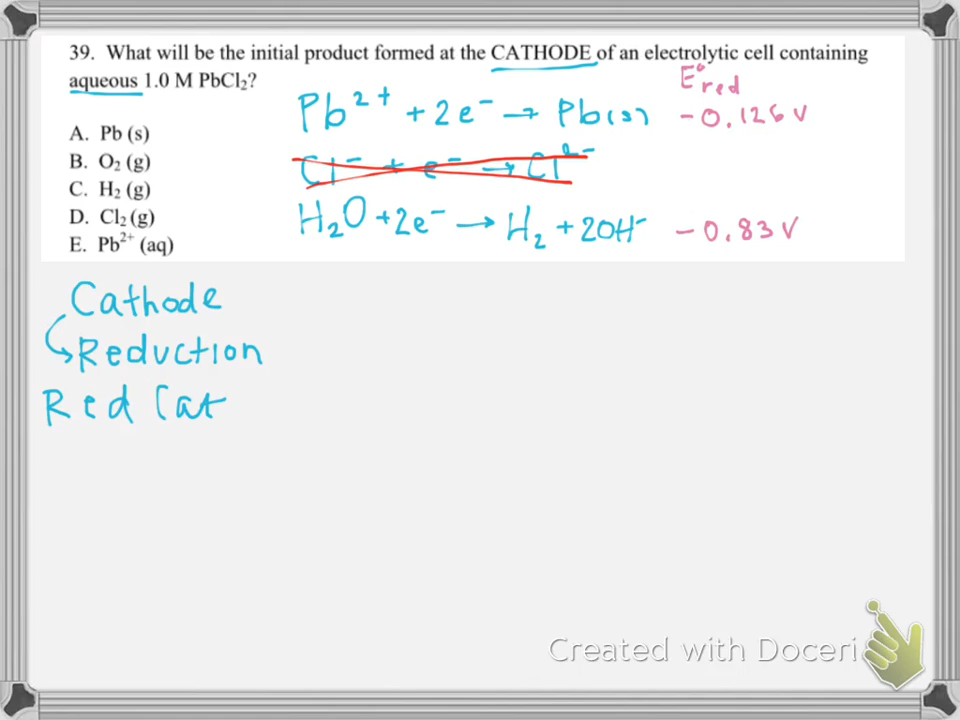 39. What will be the initial product formed at the CATHODE of an electrolytic cell containing
aqueous 1.0 M PbCl₂?
E°red
Pb²⁺ + 2e⁻ → Pb(s) -0.126 V
A. Pb (s)
Cl⁻ + e⁻ → Cl²⁻
B. O₂ (g)
C. H₂ (g)
H₂O + 2e⁻ → H₂ + 2OH⁻ -0.83 V
D. Cl₂ (g)
E. Pb²⁺ (aq)
Cathode
↳ Reduction
Red Cat
Created with Doceri